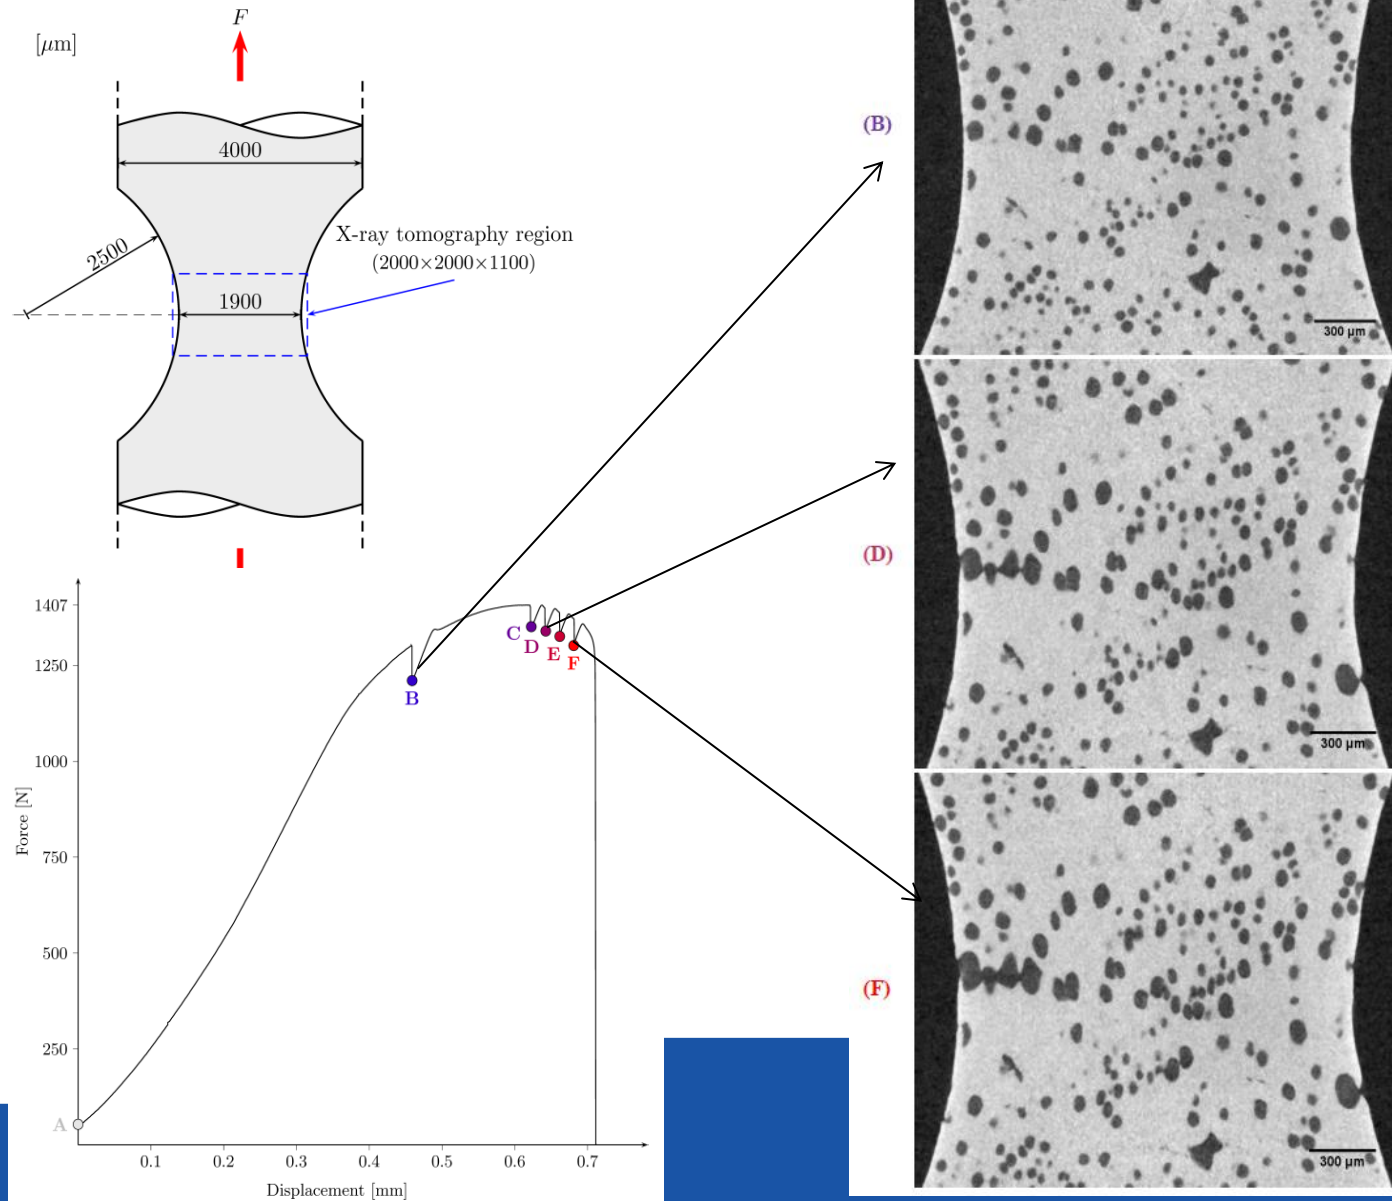 F
[μm]
4000
2500
X-ray tomography region
(2000×2000×1100)
1900
(B)
300 μm
(D)
300 μm
(F)
300 μm
1407
1250
1000
750
500
250
Force [N]
A
B
C
D
E
F
0.1 0.2 0.3 0.4 0.5 0.6 0.7
Displacement [mm]